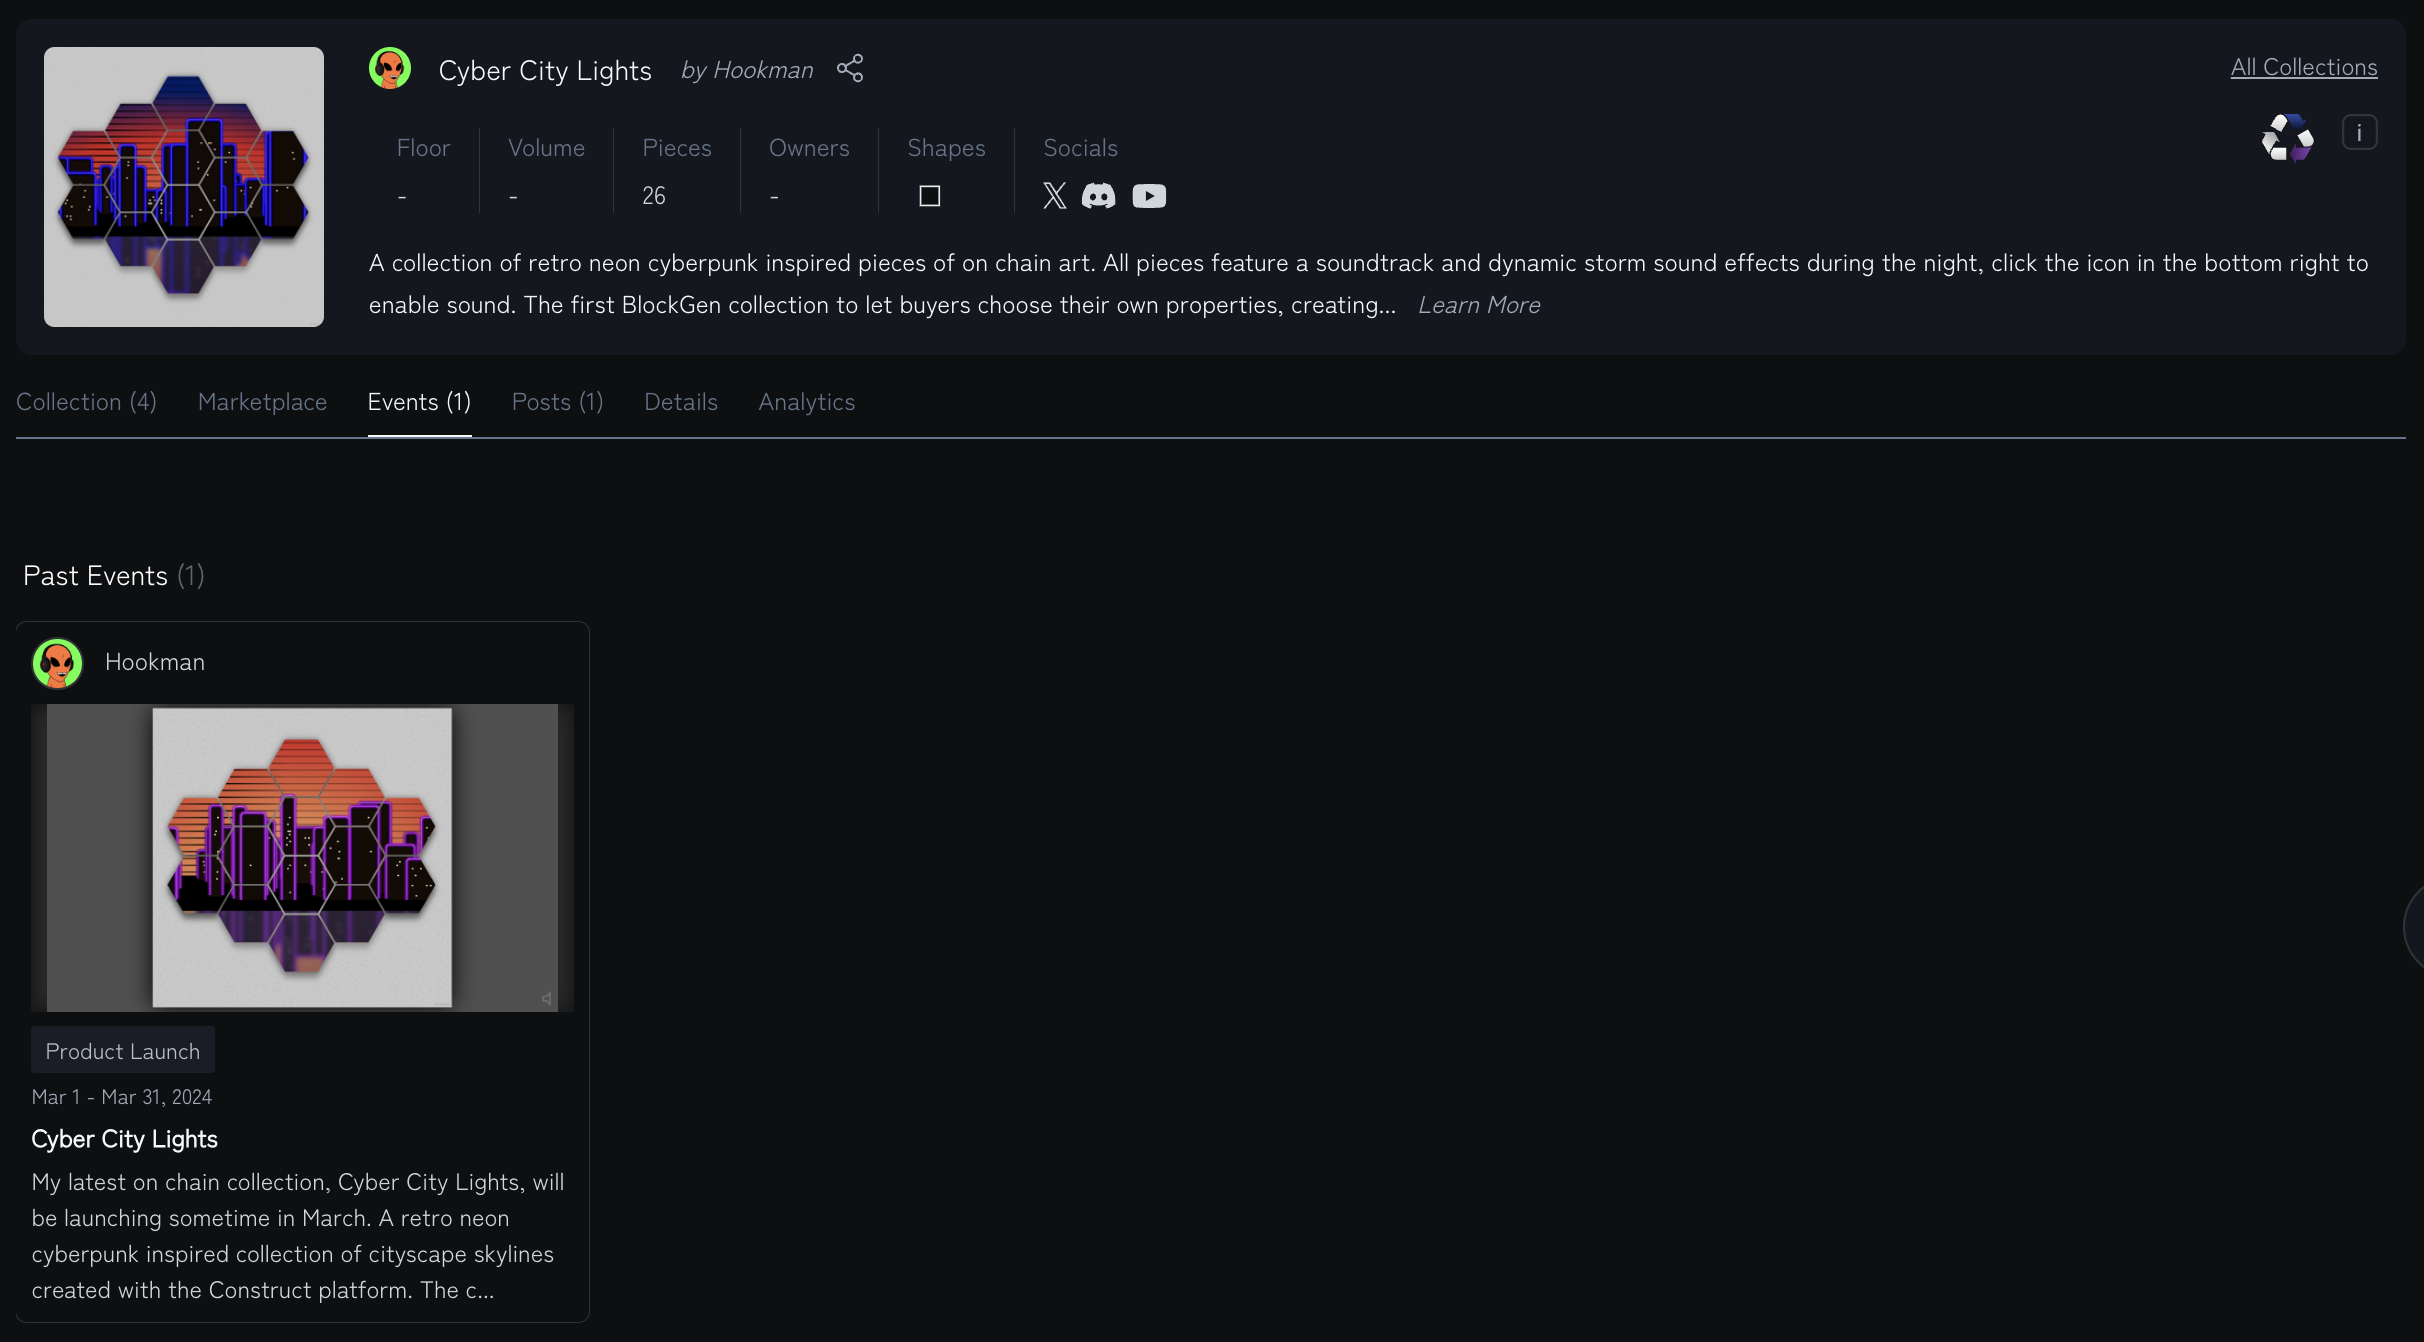 Cyber City Lights by Hookman
All Collections
Floor Volume Pieces Owners Shapes Socials
- - 26 -
i
A collection of retro neon cyberpunk inspired pieces of on chain art. All pieces feature a soundtrack and dynamic storm sound effects during the night, click the icon in the bottom right to
enable sound. The first BlockGen collection to let buyers choose their own properties, creating... Learn More
Collection (4) Marketplace Events (1) Posts (1) Details Analytics
Past Events (1)
Hookman
Product Launch
Mar 1 - Mar 31, 2024
Cyber City Lights
My latest on chain collection, Cyber City Lights, will
be launching sometime in March. A retro neon
cyberpunk inspired collection of cityscape skylines
created with the Construct platform. The c...